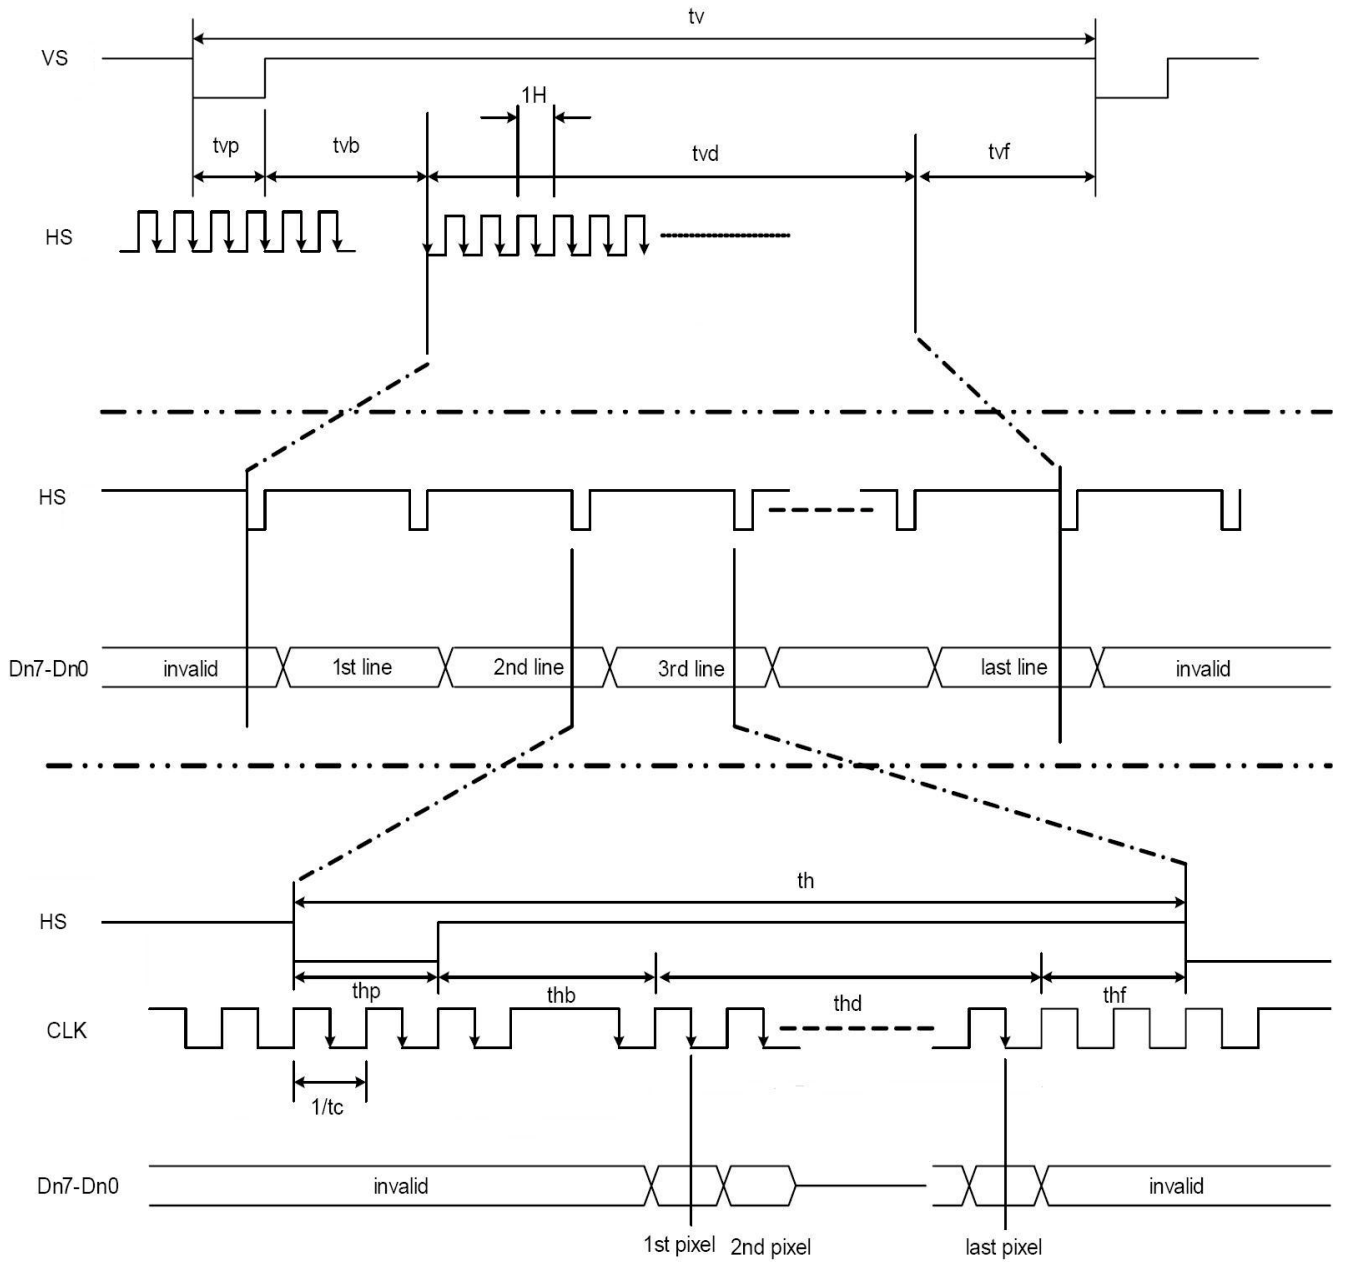 tv
VS
1H
tvp
tvb
tvd
tvf
HS
HS
Dn7-Dn0
invalid
1st line
2nd line
3rd line
last line
invalid
th
HS
thp
thb
thd
thf
CLK
1/tc
Dn7-Dn0
invalid
invalid
1st pixel
2nd pixel
last pixel